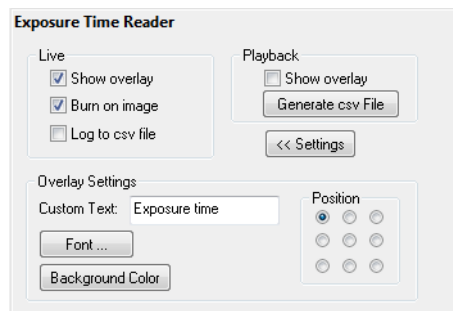 Exposure Time Reader
Live
Show overlay
Burn on image
Log to csv file
Playback
Show overlay
Generate csv File
<< Settings
Overlay Settings
Custom Text: Exposure time
Font ...
Background Color
Position